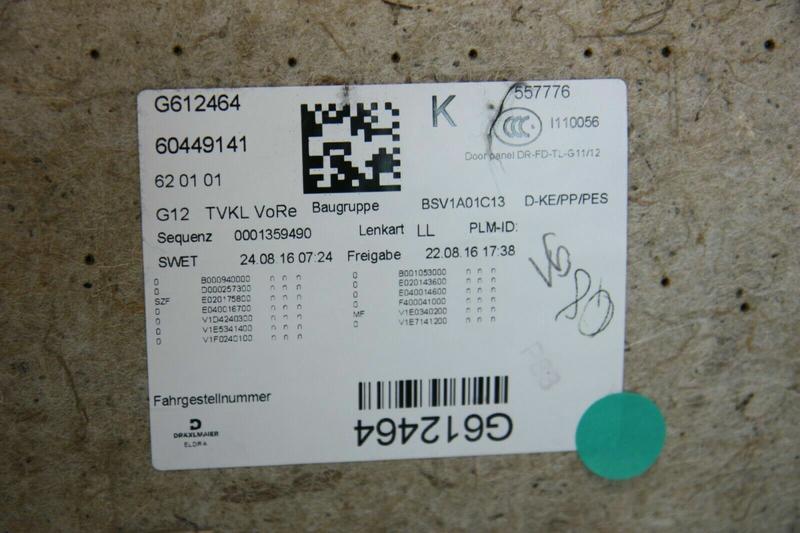 G612464 K 557776
CCC I110056
60449141 Door panel DR-FD-TL-G11/12
62 01 01
G12 TVKL VoRe Baugruppe BSV1A01C13 D-KE/PP/PES
Sequenz 0001359490 Lenkart LL PLM-ID:
SWET 24.08.16 07:24 Freigabe 22.08.16 17:38
0 B000940000 n n n 0 B001053000 n n n
0 D000257300 n n n 0 E020143600 n n n
SZF E020175800 n n n 0 E040014600 n n n
0 E040016700 n n n 0 F400041000 n n n
0 V1D4240300 n n n MF V1E0340200 n n n
0 V1E5341400 n n n 0 V1E7141200 n n n
0 V1F0240100 n n n
Fahrgestellnummer
G612464
DRÄXLMAIER
ELDRA